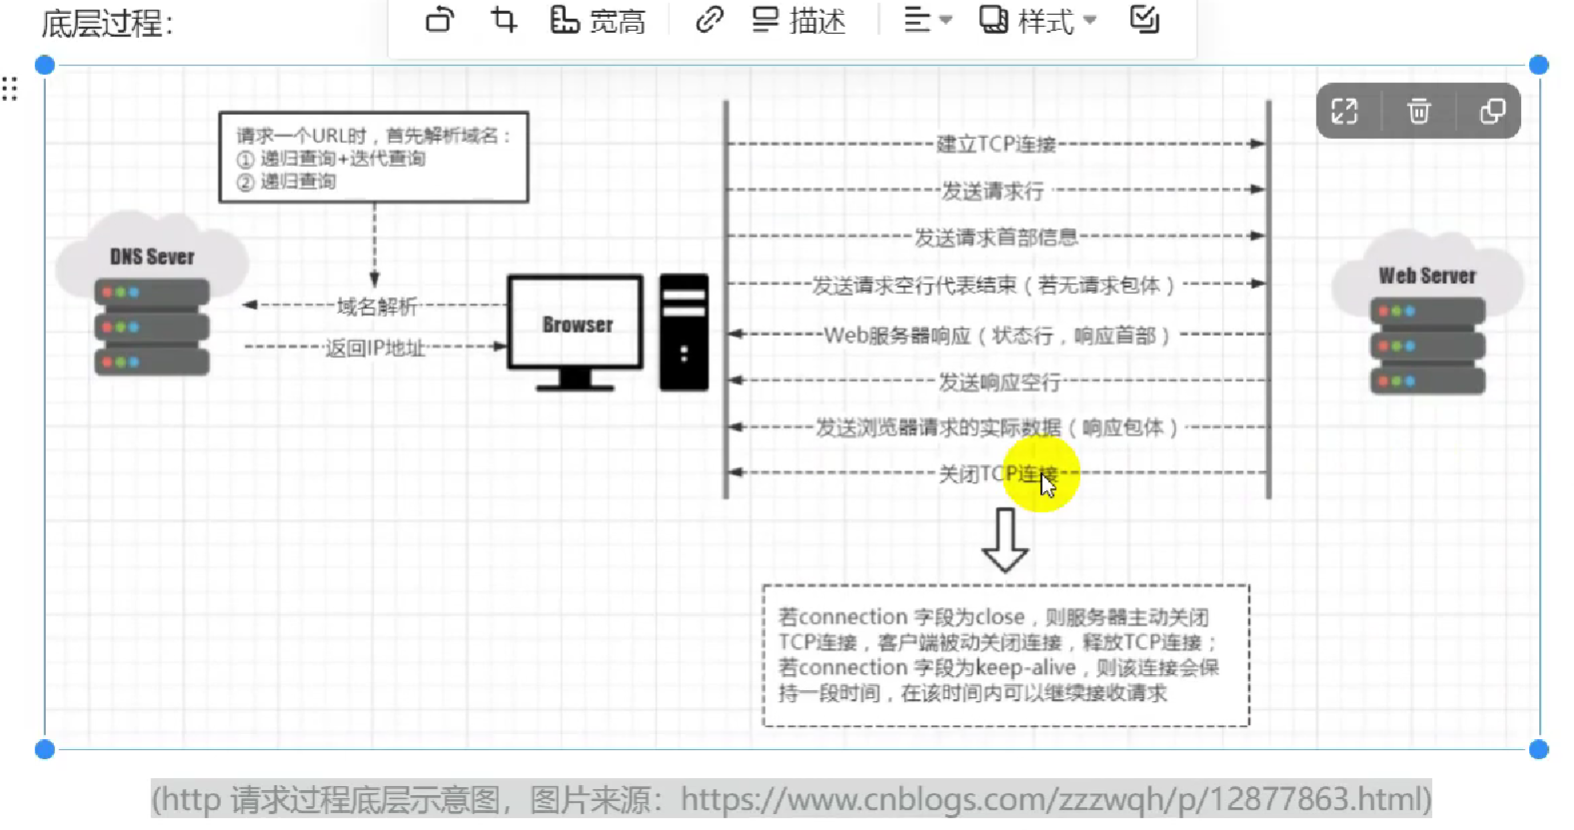 底层过程：
宽高
描述
样式
请求一个URL时，首先解析域名：
① 递归查询+迭代查询
② 递归查询
DNS Sever
域名解析
返回IP地址
Browser
建立TCP连接
发送请求行
发送请求首部信息
发送请求空行代表结束（若无请求包体）
Web服务器响应（状态行，响应首部）
发送响应空行
发送浏览器请求的实际数据（响应包体）
关闭TCP连接
Web Server
若connection 字段为close，则服务器主动关闭
TCP连接，客户端被动关闭连接，释放TCP连接；
若connection 字段为keep-alive，则该连接会保
持一段时间，在该时间内可以继续接收请求
(http 请求过程底层示意图，图片来源：https://www.cnblogs.com/zzzwqh/p/12877863.html)